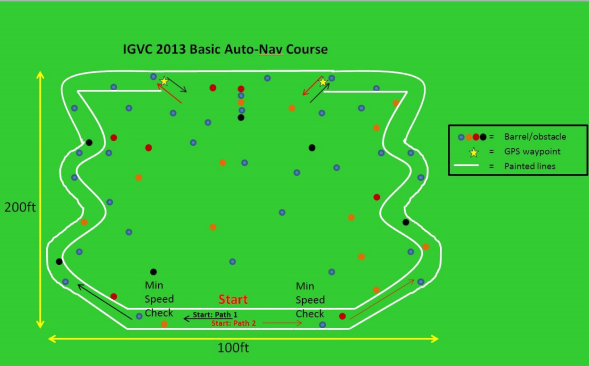 IGVC 2013 Basic Auto-Nav Course
= Barrel/obstacle
= GPS waypoint
= Painted lines
200ft
Min
Speed
Check
Start
Min
Speed
Check
Start: Path 1
Start: Path 2
100ft